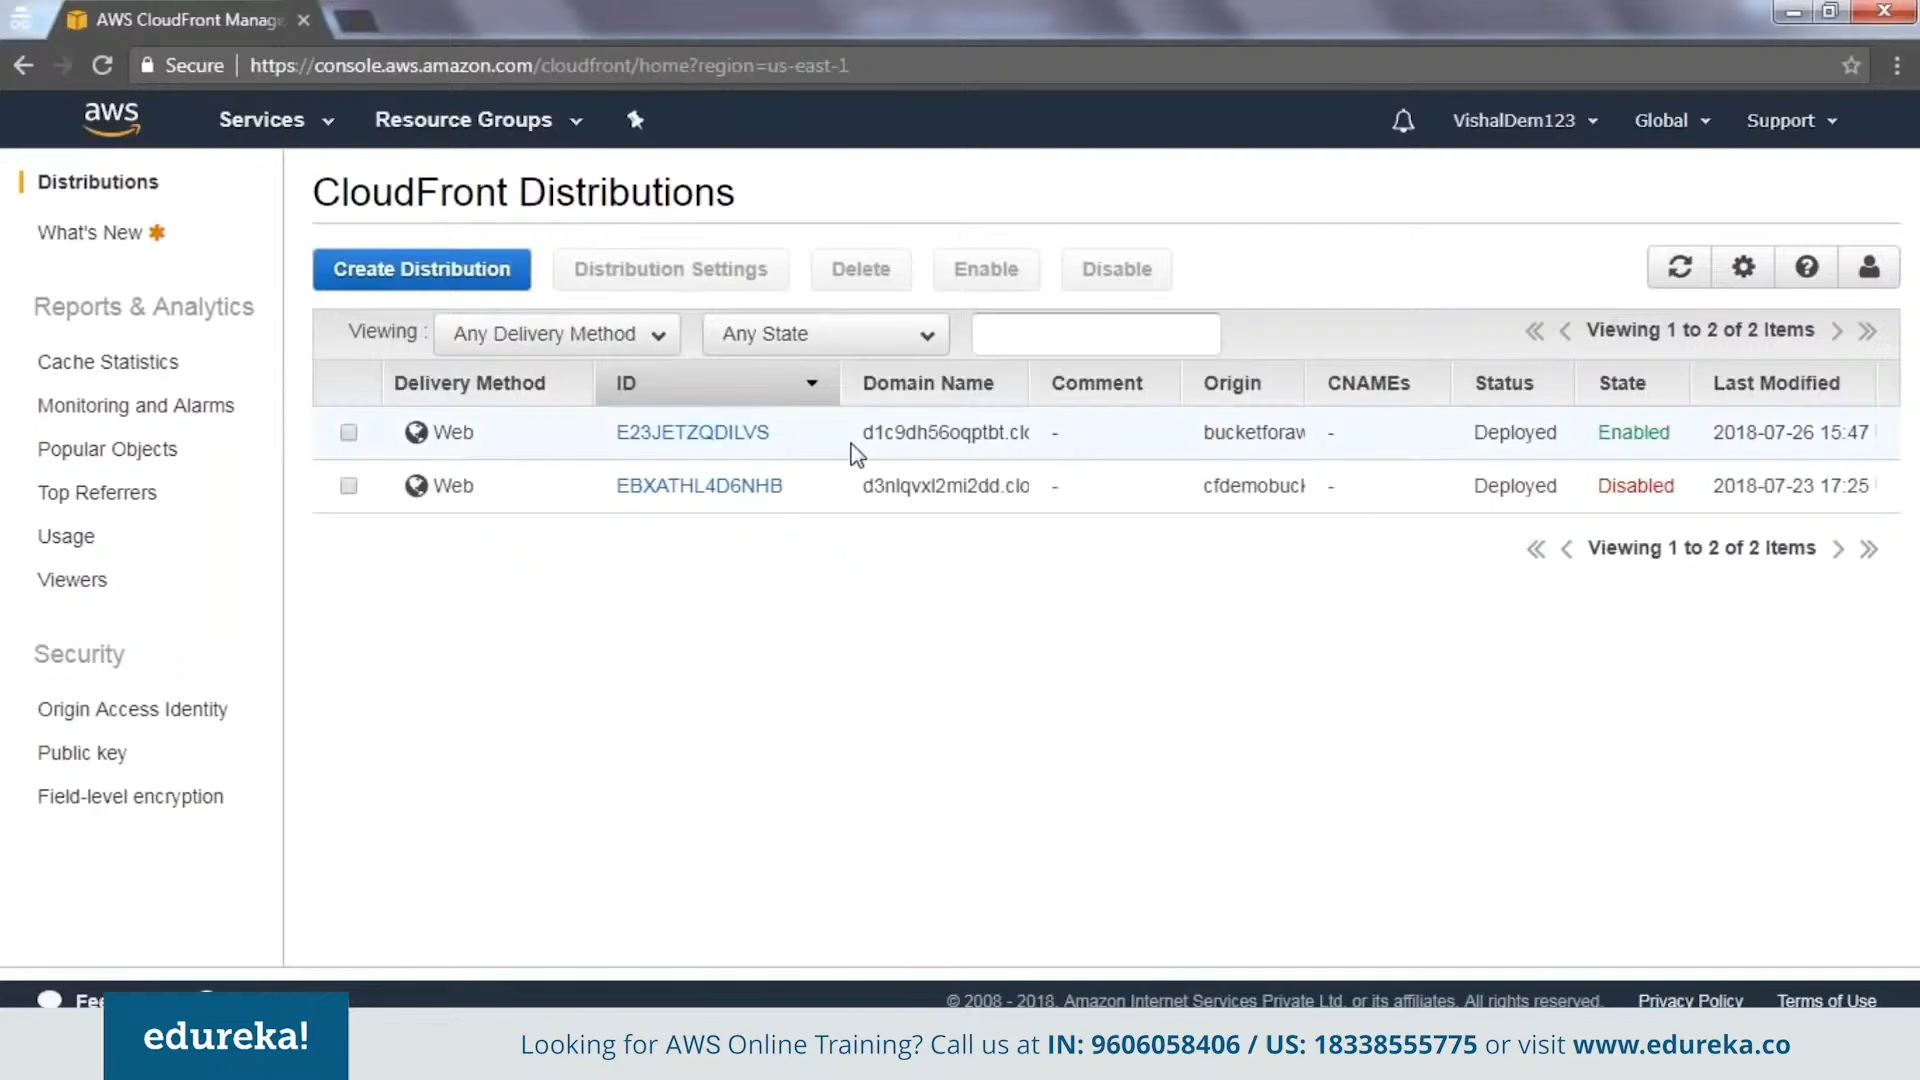 AWS CloudFront Manag
Secure | https://console.aws.amazon.com/cloudfront/home?region=us-east-1
aws Services Resource Groups VishalDem123 Global Support
Distributions
What's New
Reports & Analytics
Cache Statistics
Monitoring and Alarms
Popular Objects
Top Referrers
Usage
Viewers
Security
Origin Access Identity
Public key
Field-level encryption
CloudFront Distributions
Create Distribution Distribution Settings Delete Enable Disable
Viewing : Any Delivery Method Any State Viewing 1 to 2 of 2 Items
Delivery Method ID Domain Name Comment Origin CNAMEs Status State Last Modified
Web E23JETZQDILVS d1c9dh56oqptbt.clo - bucketforaw - Deployed Enabled 2018-07-26 15:47
Web EBXATHL4D6NHB d3nlqvxl2mi2dd.clo - cfdemobuck - Deployed Disabled 2018-07-23 17:25
Viewing 1 to 2 of 2 Items
Fee © 2008 - 2018, Amazon Internet Services Private Ltd. or its affiliates. All rights reserved. Privacy Policy Terms of Use
edureka! Looking for AWS Online Training? Call us at IN: 9606058406 / US: 18338555775 or visit www.edureka.co